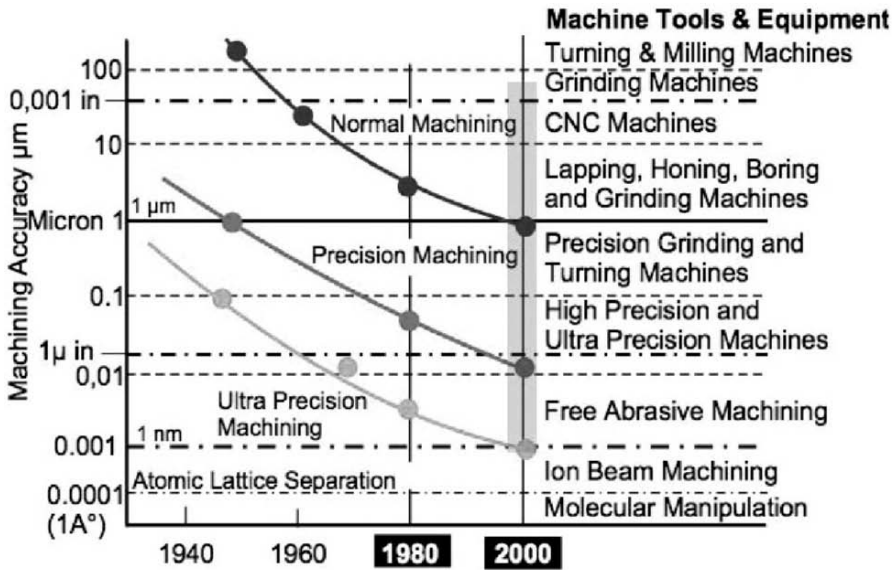 Machine Tools & Equipment
Turning & Milling Machines
100
Grinding Machines
0,001 in
Normal Machining
CNC Machines
10
Lapping, Honing, Boring
and Grinding Machines
Machining Accuracy µm
Micron 1
1 µm
Precision Machining
Precision Grinding and
Turning Machines
0.1
High Precision and
Ultra Precision Machines
1µ in
0,01
Ultra Precision
Machining
Free Abrasive Machining
0.001
1 nm
Ion Beam Machining
Atomic Lattice Separation
0.0001
(1A°)
Molecular Manipulation
1940
1960
1980
2000